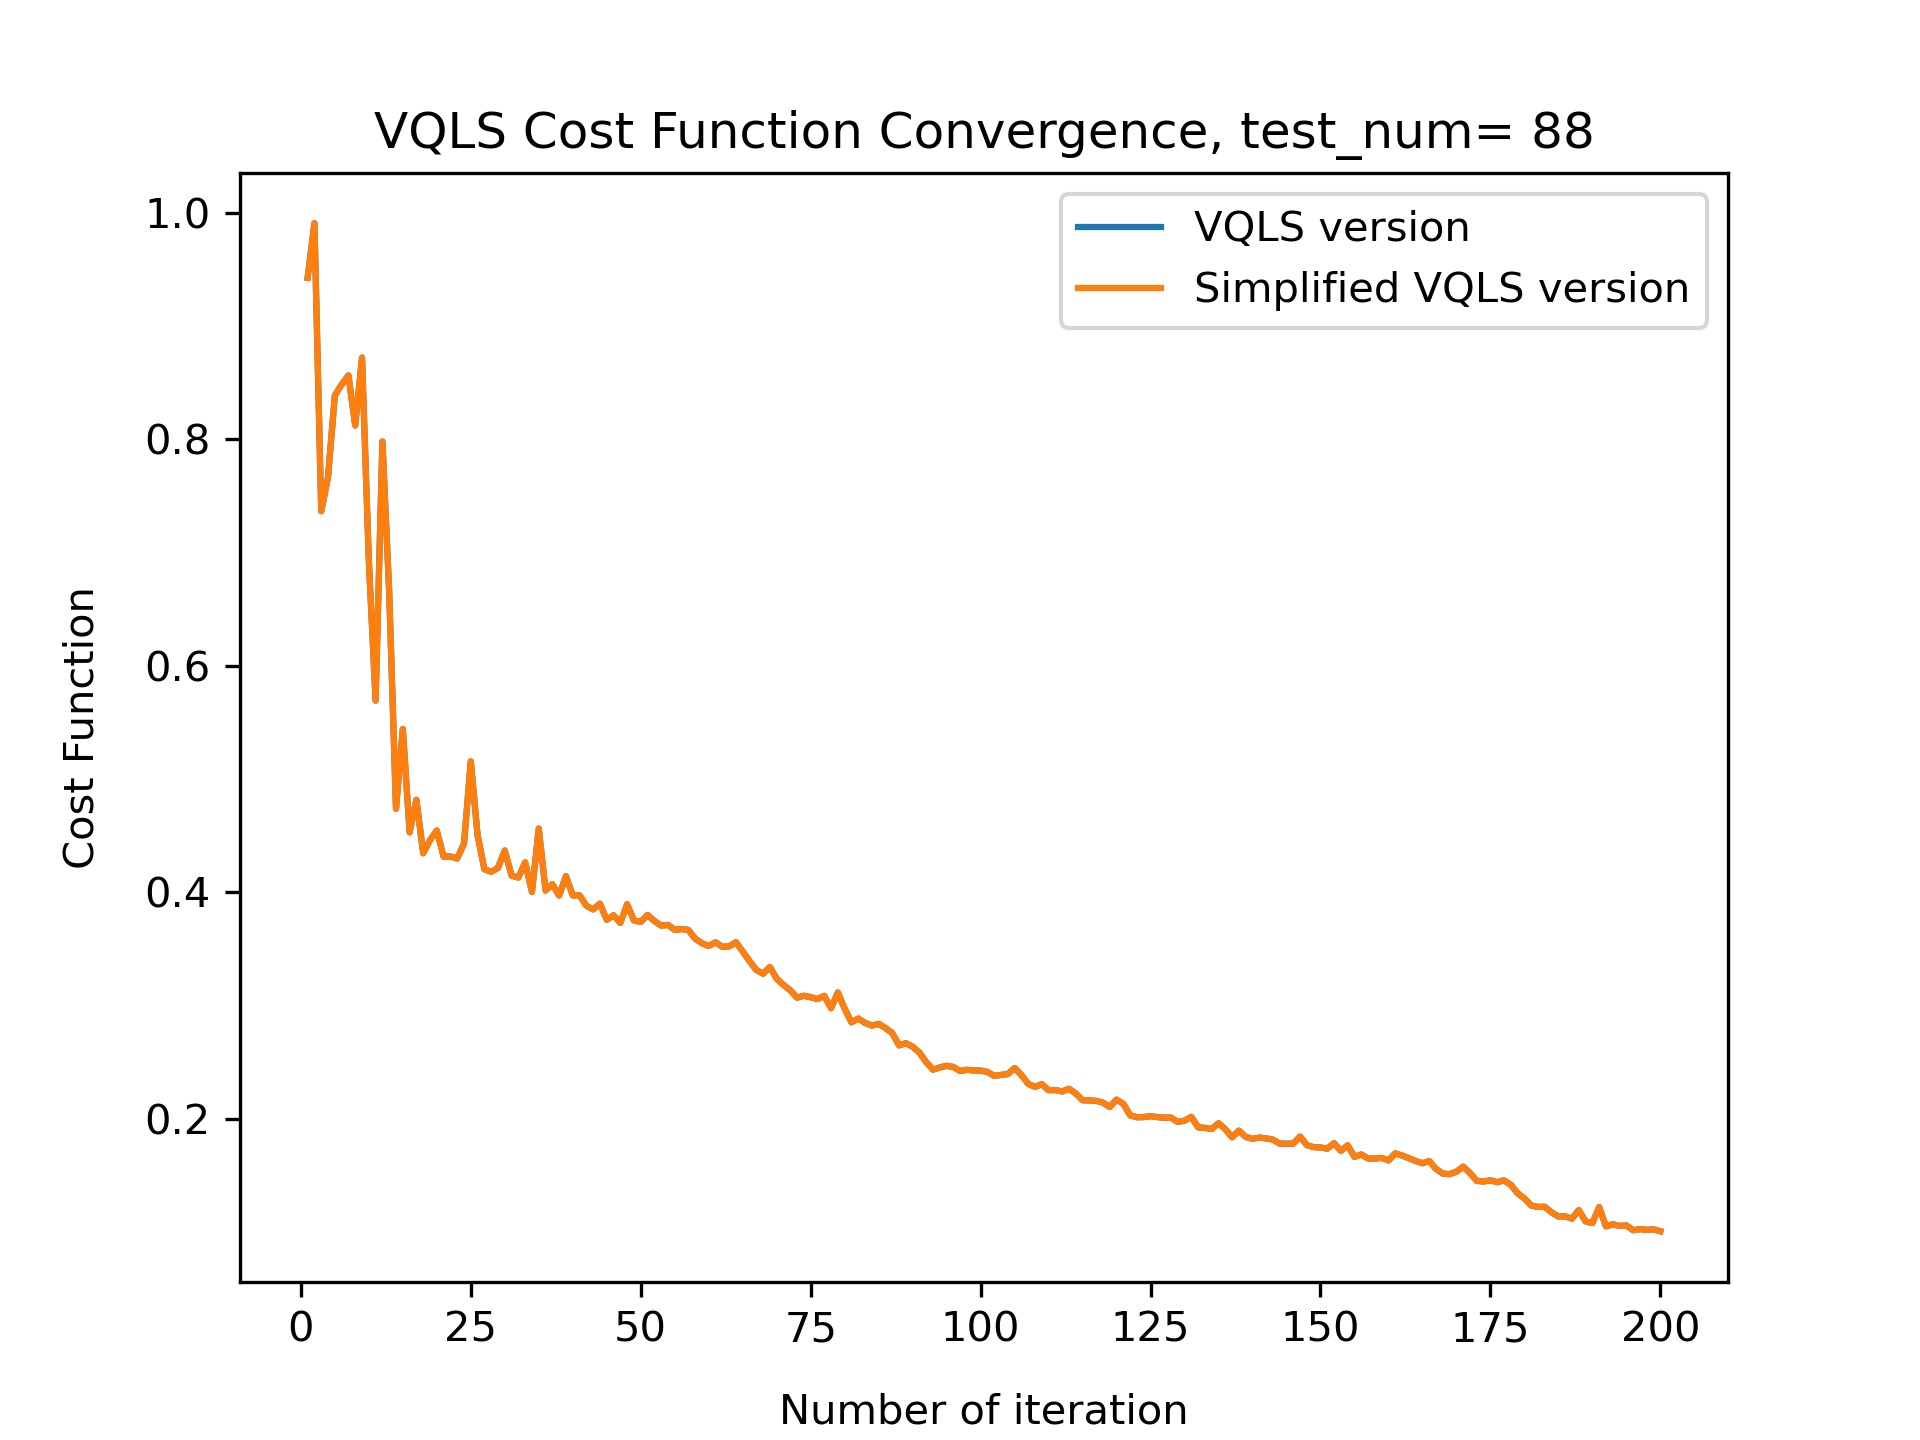 VQLS Cost Function Convergence, test_num= 88
VQLS version
Simplified VQLS version
1.0
0.8
0.6
0.4
0.2
Cost Function
0 25 50 75 100 125 150 175 200
Number of iteration